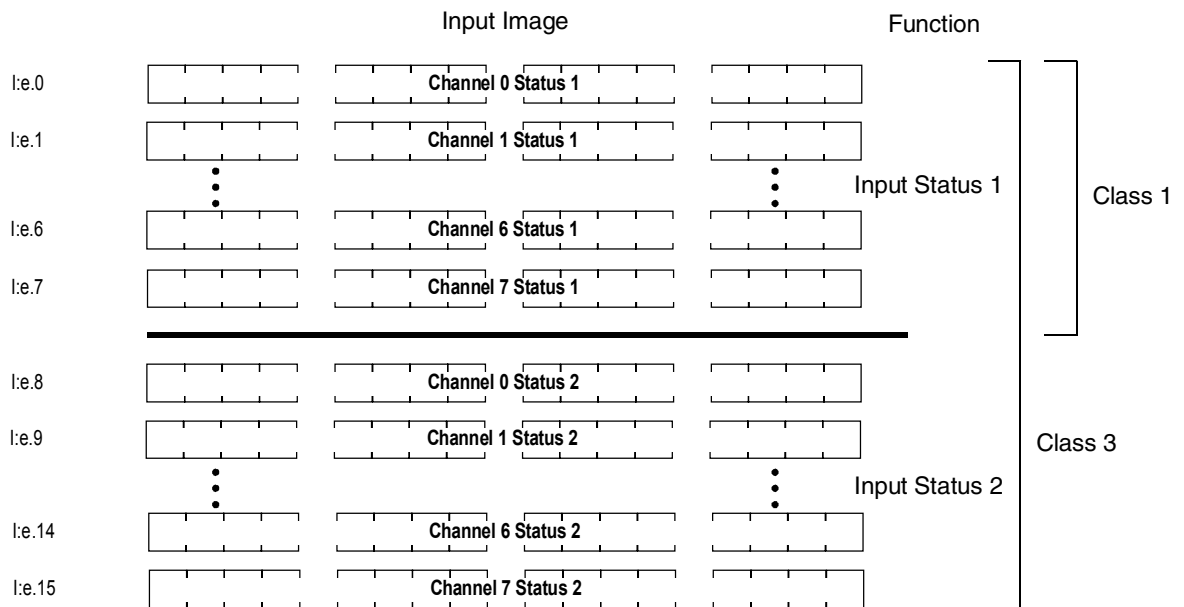 Input Image Function
I:e.0 Channel 0 Status 1
I:e.1 Channel 1 Status 1
Input Status 1
Class 1
I:e.6 Channel 6 Status 1
I:e.7 Channel 7 Status 1
I:e.8 Channel 0 Status 2
I:e.9 Channel 1 Status 2
Class 3
Input Status 2
I:e.14 Channel 6 Status 2
I:e.15 Channel 7 Status 2